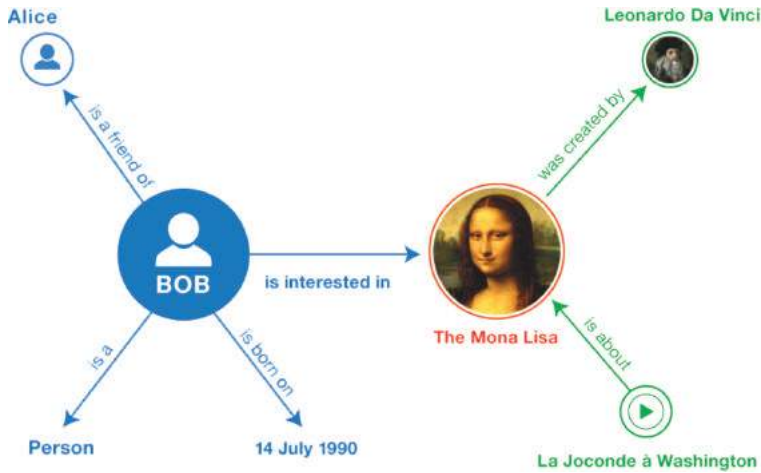 Alice
Leonardo Da Vinci
is a friend of
was created by
BOB
is interested in
The Mona Lisa
is a
is born on
is about
Person
14 July 1990
La Joconde à Washington